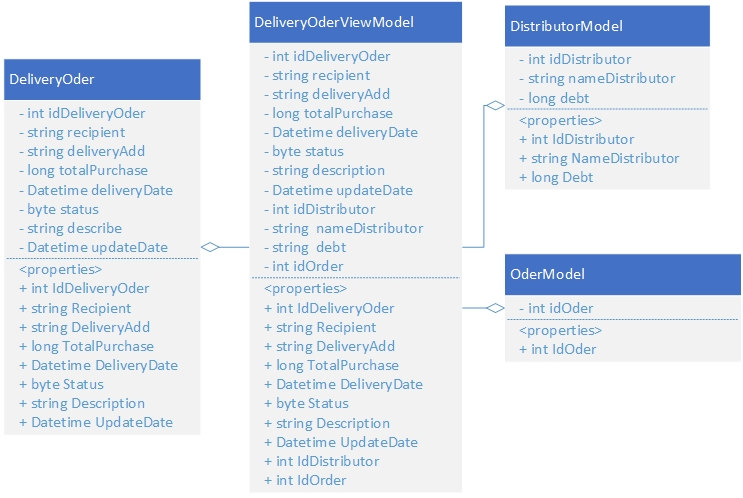 DeliveryOder
- int idDeliveryOder
- string recipient
- string deliveryAdd
- long totalPurchase
- Datetime deliveryDate
- byte status
- string describe
- Datetime updateDate
<properties>
+ int IdDeliveryOder
+ string Recipient
+ string DeliveryAdd
+ long TotalPurchase
+ Datetime DeliveryDate
+ byte Status
+ string Description
+ Datetime UpdateDate
DeliveryOderViewModel
- int idDeliveryOder
- string recipient
- string deliveryAdd
- long totalPurchase
- Datetime deliveryDate
- byte status
- string description
- Datetime updateDate
- int idDistributor
- string nameDistributor
- string debt
- int idOrder
<properties>
+ int IdDeliveryOder
+ string Recipient
+ string DeliveryAdd
+ long TotalPurchase
+ Datetime DeliveryDate
+ byte Status
+ string Description
+ Datetime UpdateDate
+ int IdDistributor
+ int IdOrder
DistributorModel
- int idDistributor
- string nameDistributor
- long debt
<properties>
+ int IdDistributor
+ string NameDistributor
+ long Debt
OderModel
- int idOder
<properties>
+ int IdOder